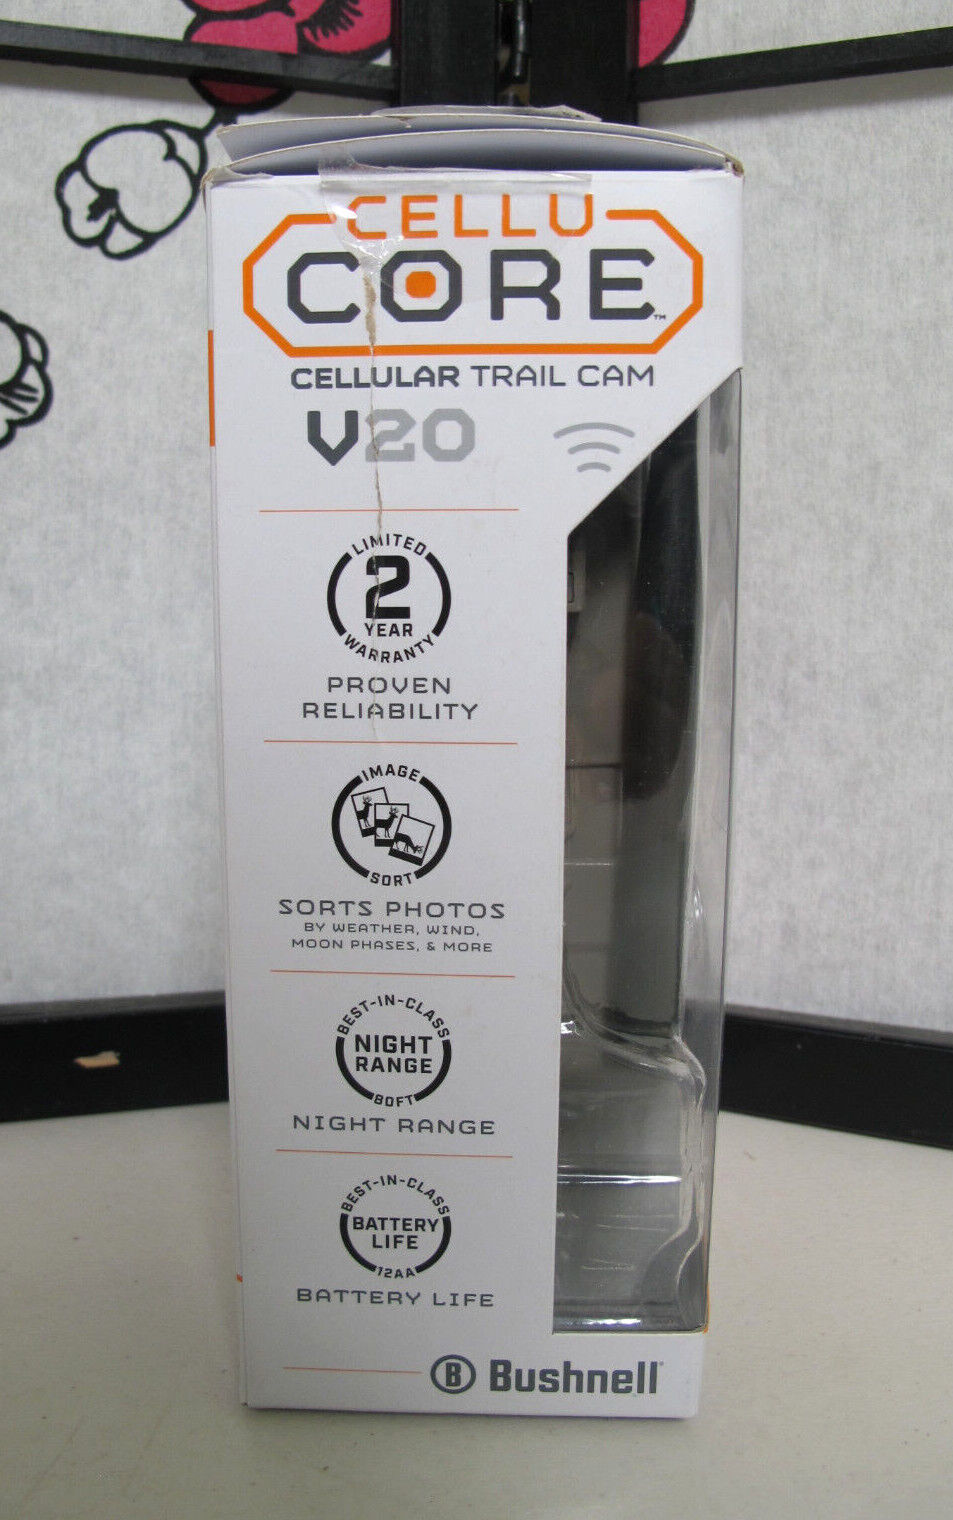 CELLU
CORE™
CELLULAR TRAIL CAM
V20
LIMITED
2
YEAR
WARRANTY
PROVEN
RELIABILITY
IMAGE
SORT
SORTS PHOTOS
BY WEATHER, WIND,
MOON PHASES, & MORE
BEST-IN-CLASS
NIGHT
RANGE
80FT
NIGHT RANGE
BEST-IN-CLASS
BATTERY
LIFE
12AA
BATTERY LIFE
B Bushnell